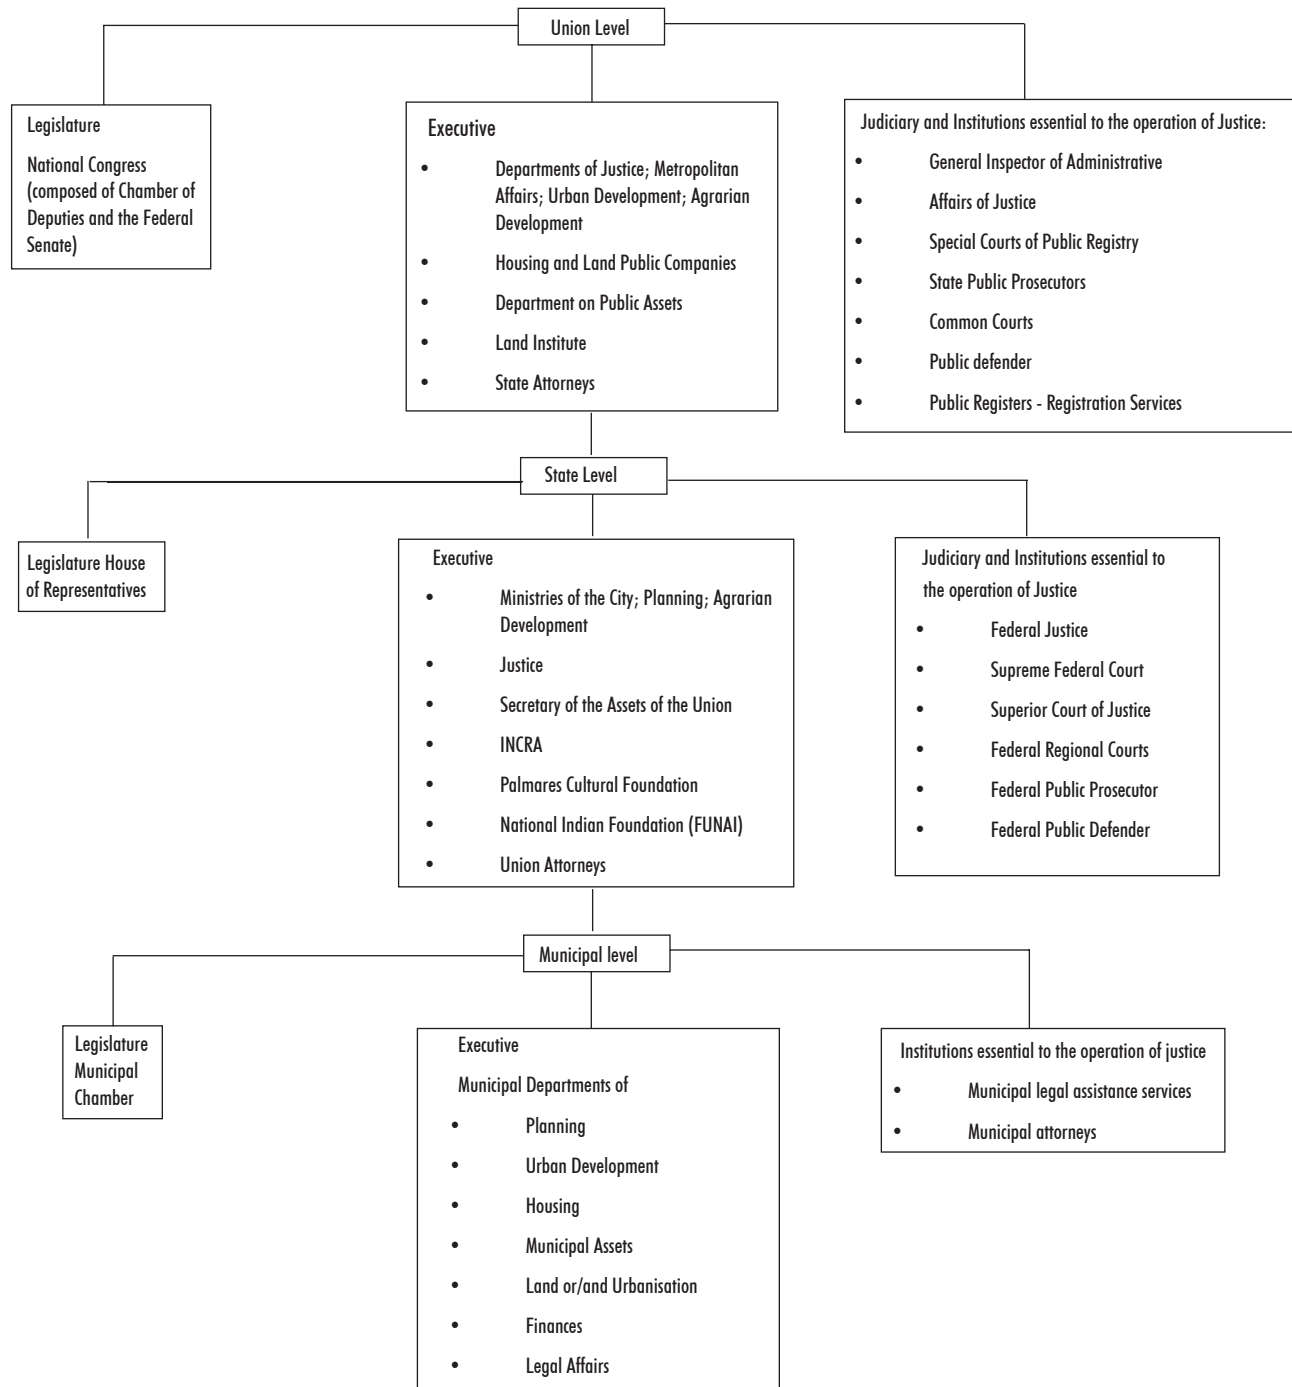 Union Level
Legislature
National Congress
(composed of Chamber of
Deputies and the Federal
Senate)
Executive
• Departments of Justice; Metropolitan
Affairs; Urban Development; Agrarian
Development
• Housing and Land Public Companies
• Department on Public Assets
• Land Institute
• State Attorneys
Judiciary and Institutions essential to the operation of Justice:
• General Inspector of Administrative
• Affairs of Justice
• Special Courts of Public Registry
• State Public Prosecutors
• Common Courts
• Public defender
• Public Registers - Registration Services
State Level
Legislature House
of Representatives
Executive
• Ministries of the City; Planning; Agrarian
Development
• Justice
• Secretary of the Assets of the Union
• INCRA
• Palmares Cultural Foundation
• National Indian Foundation (FUNAI)
• Union Attorneys
Judiciary and Institutions essential to
the operation of Justice
• Federal Justice
• Supreme Federal Court
• Superior Court of Justice
• Federal Regional Courts
• Federal Public Prosecutor
• Federal Public Defender
Municipal level
Legislature
Municipal
Chamber
Executive
Municipal Departments of
• Planning
• Urban Development
• Housing
• Municipal Assets
• Land or/and Urbanisation
• Finances
• Legal Affairs
Institutions essential to the operation of justice
• Municipal legal assistance services
• Municipal attorneys